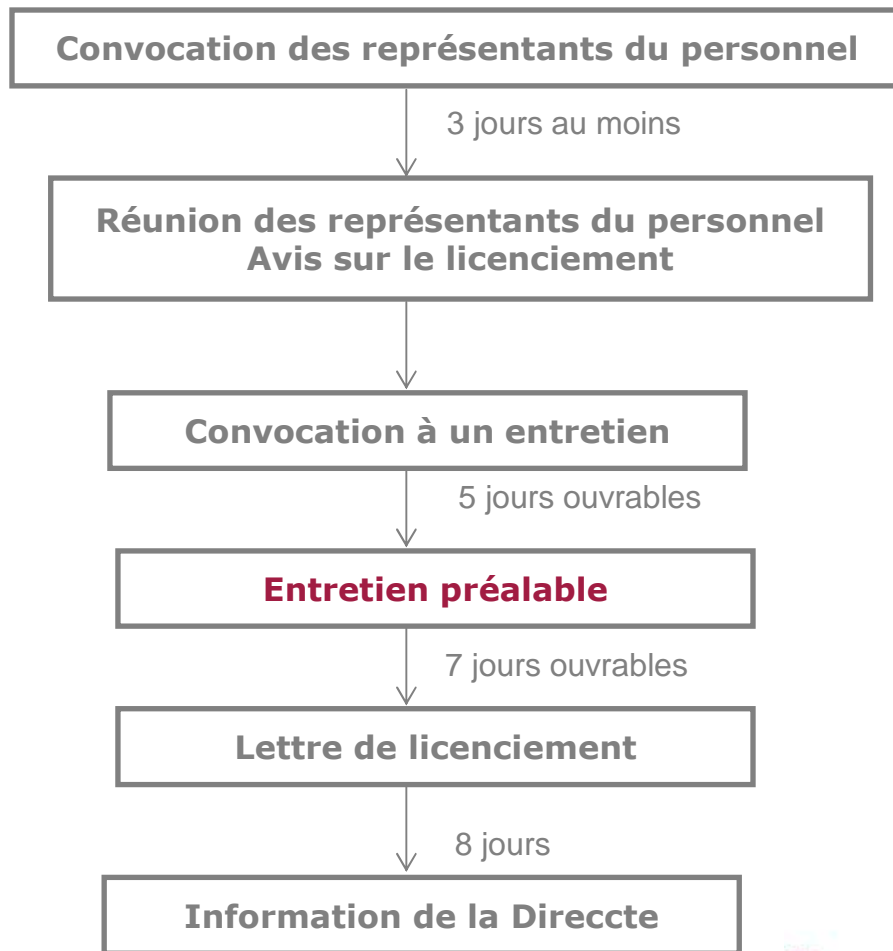 Convocation des représentants du personnel
3 jours au moins
Réunion des représentants du personnel
Avis sur le licenciement
Convocation à un entretien
5 jours ouvrables
Entretien préalable
7 jours ouvrables
Lettre de licenciement
8 jours
Information de la Direccte